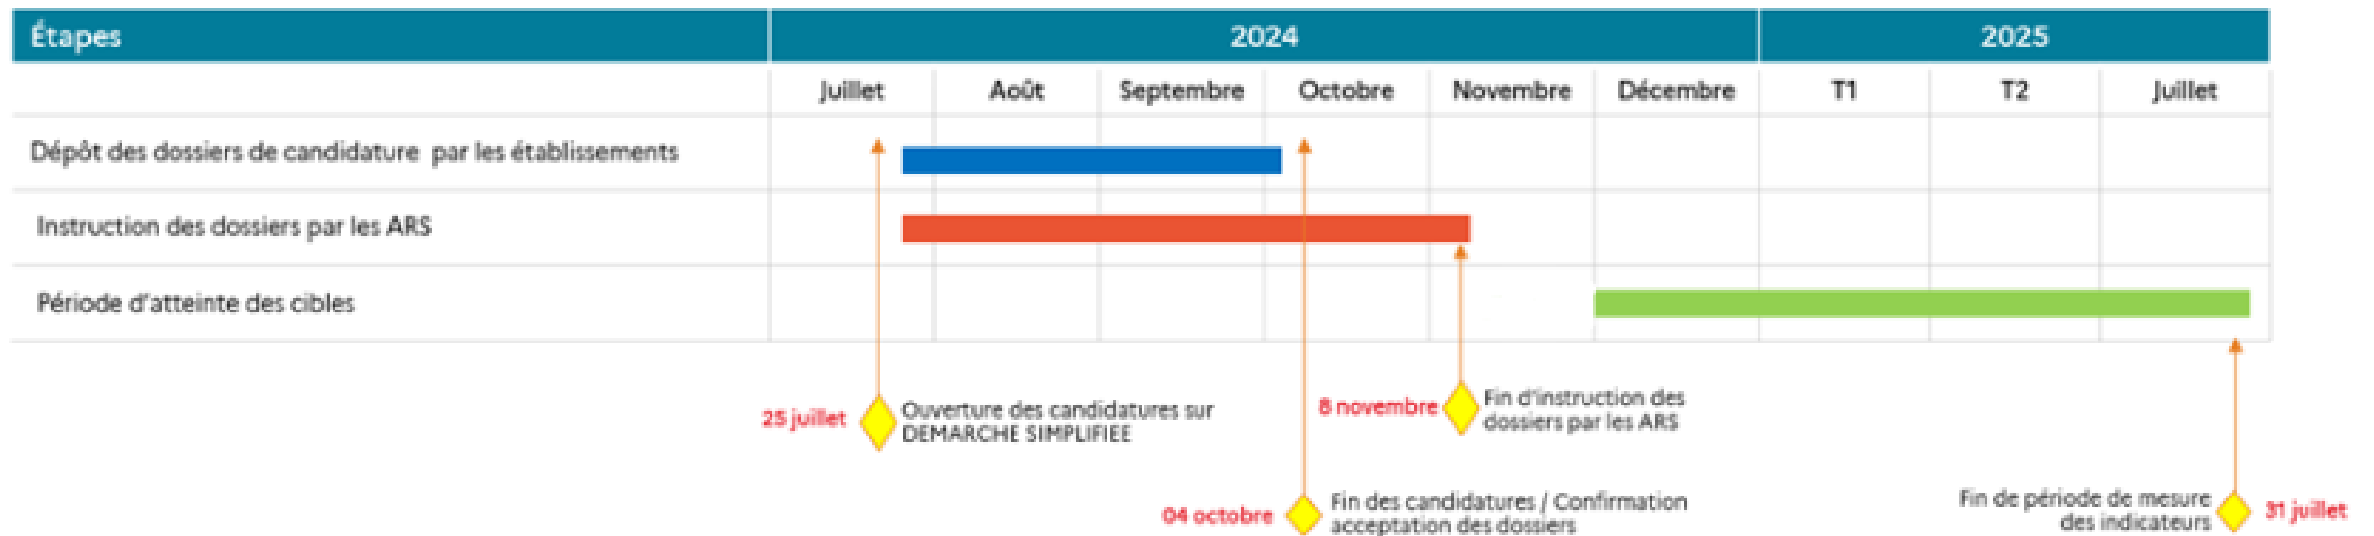 Étapes 2024 2025
Juillet Août Septembre Octobre Novembre Décembre T1 T2 Juillet
Dépôt des dossiers de candidature par les établissements
Instruction des dossiers par les ARS
Période d'atteinte des cibles
25 juillet
Ouverture des candidatures sur
DEMARCHE SIMPLIFIEE
8 novembre
Fin d'instruction des
dossiers par les ARS
04 octobre
Fin des candidatures / Confirmation
acceptation des dossiers
Fin de période de mesure
des indicateurs
31 juillet